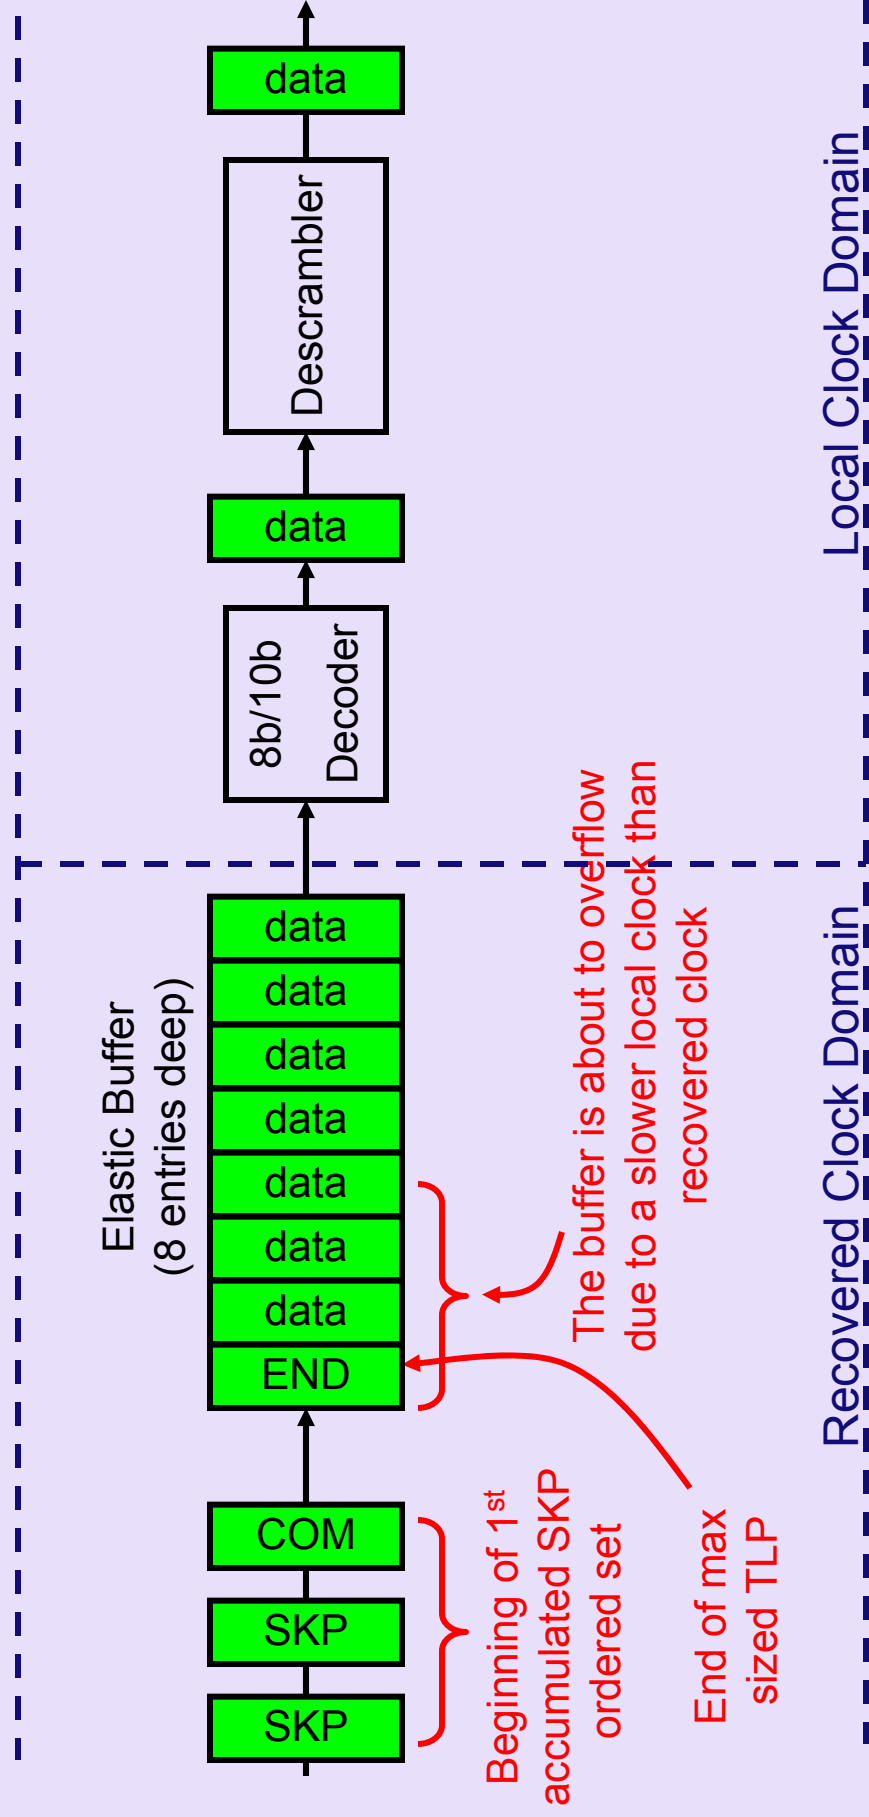 Elastic Buffer
(8 entries deep)
SKP
SKP
COM
END
data
data
data
data
data
data
data
8b/10b
Decoder
data
Descrambler
data
Beginning of 1st
accumulated SKP
ordered set
The buffer is about to overflow
due to a slower local clock than
recovered clock
End of max
sized TLP
Recovered Clock Domain
Local Clock Domain